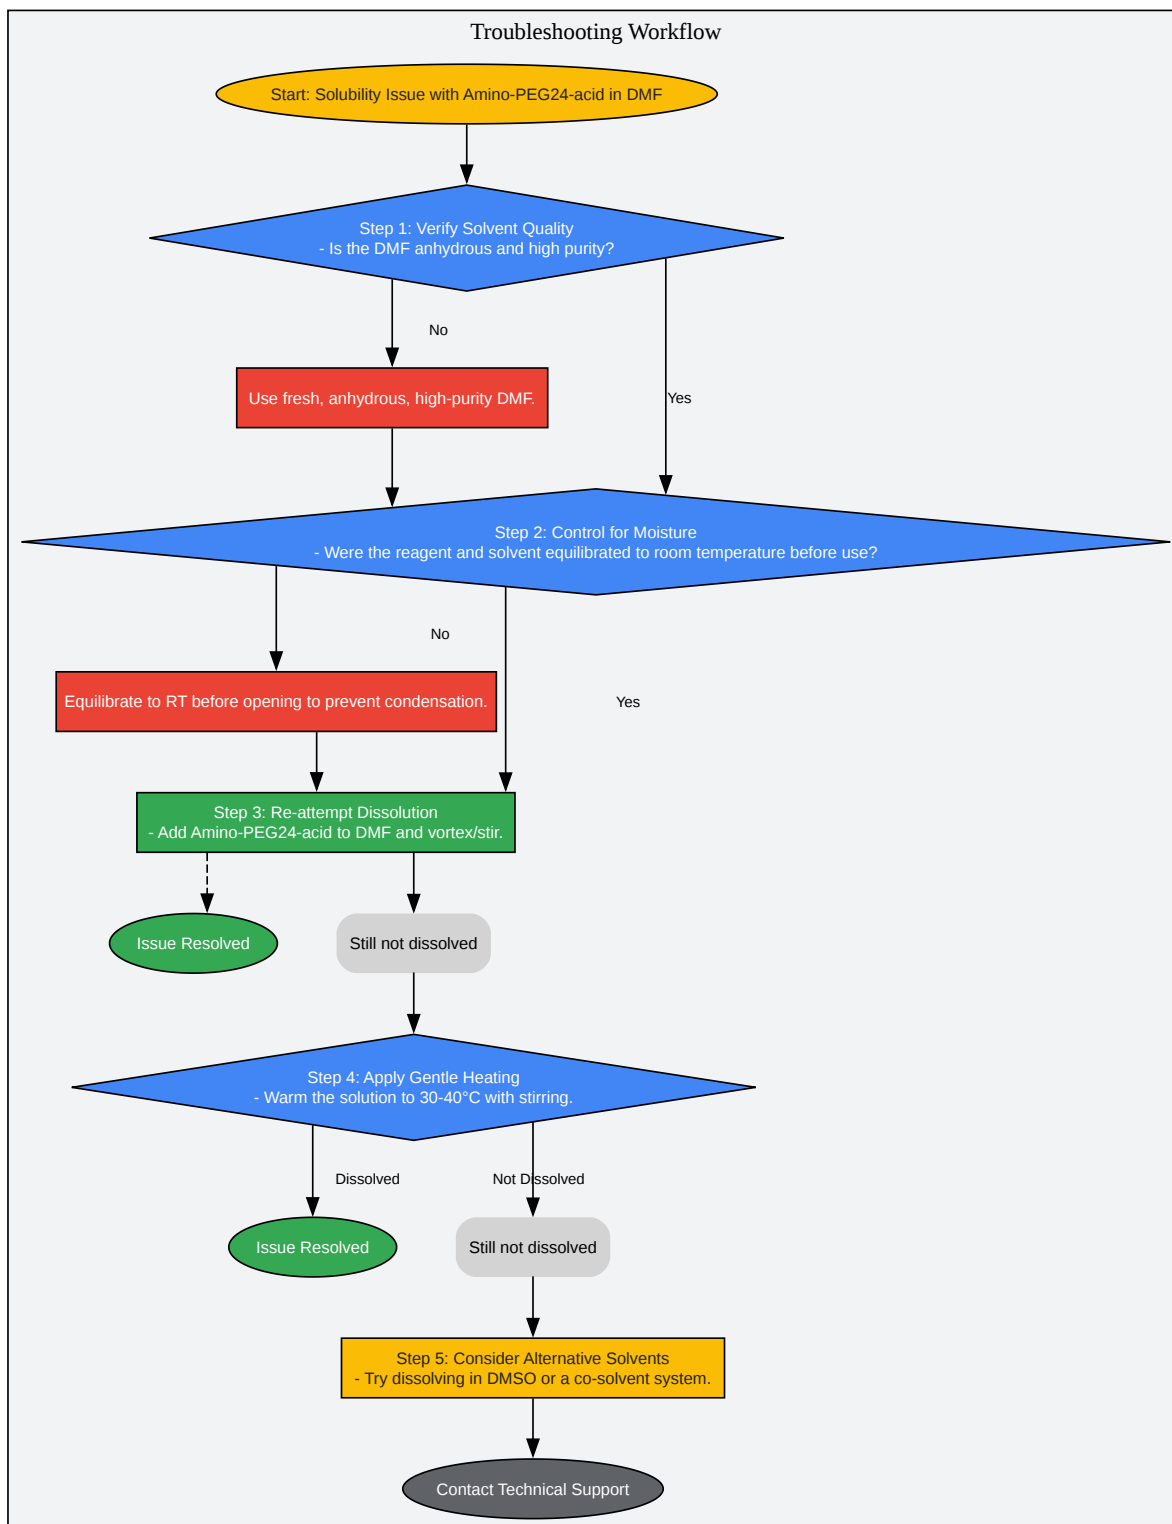 Troubleshooting Workflow
Start: Solubility Issue with Amino-PEG24-acid in DMF
Step 1: Verify Solvent Quality
- Is the DMF anhydrous and high purity?
No
Use fresh, anhydrous, high-purity DMF.
Yes
Step 2: Control for Moisture
- Were the reagent and solvent equilibrated to room temperature before use?
No
Equilibrate to RT before opening to prevent condensation.
Yes
Step 3: Re-attempt Dissolution
- Add Amino-PEG24-acid to DMF and vortex/stir.
Issue Resolved
Still not dissolved
Step 4: Apply Gentle Heating
- Warm the solution to 30-40°C with stirring.
Dissolved
Not Dissolved
Issue Resolved
Still not dissolved
Step 5: Consider Alternative Solvents
- Try dissolving in DMSO or a co-solvent system.
Contact Technical Support